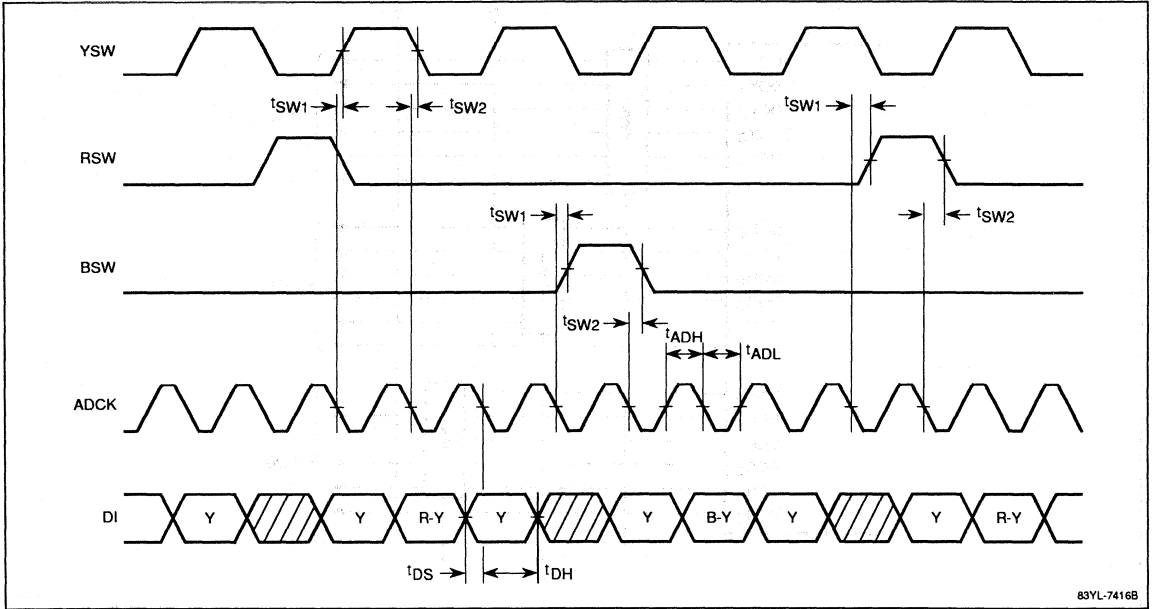 YSW
tSW1
tSW2
tSW1
RSW
tSW1
tSW2
BSW
tSW2
tADH
tADL
ADCK
DI
Y
Y
R-Y
Y
Y
B-Y
Y
Y
R-Y
tDS
tDH
83YL-7416B